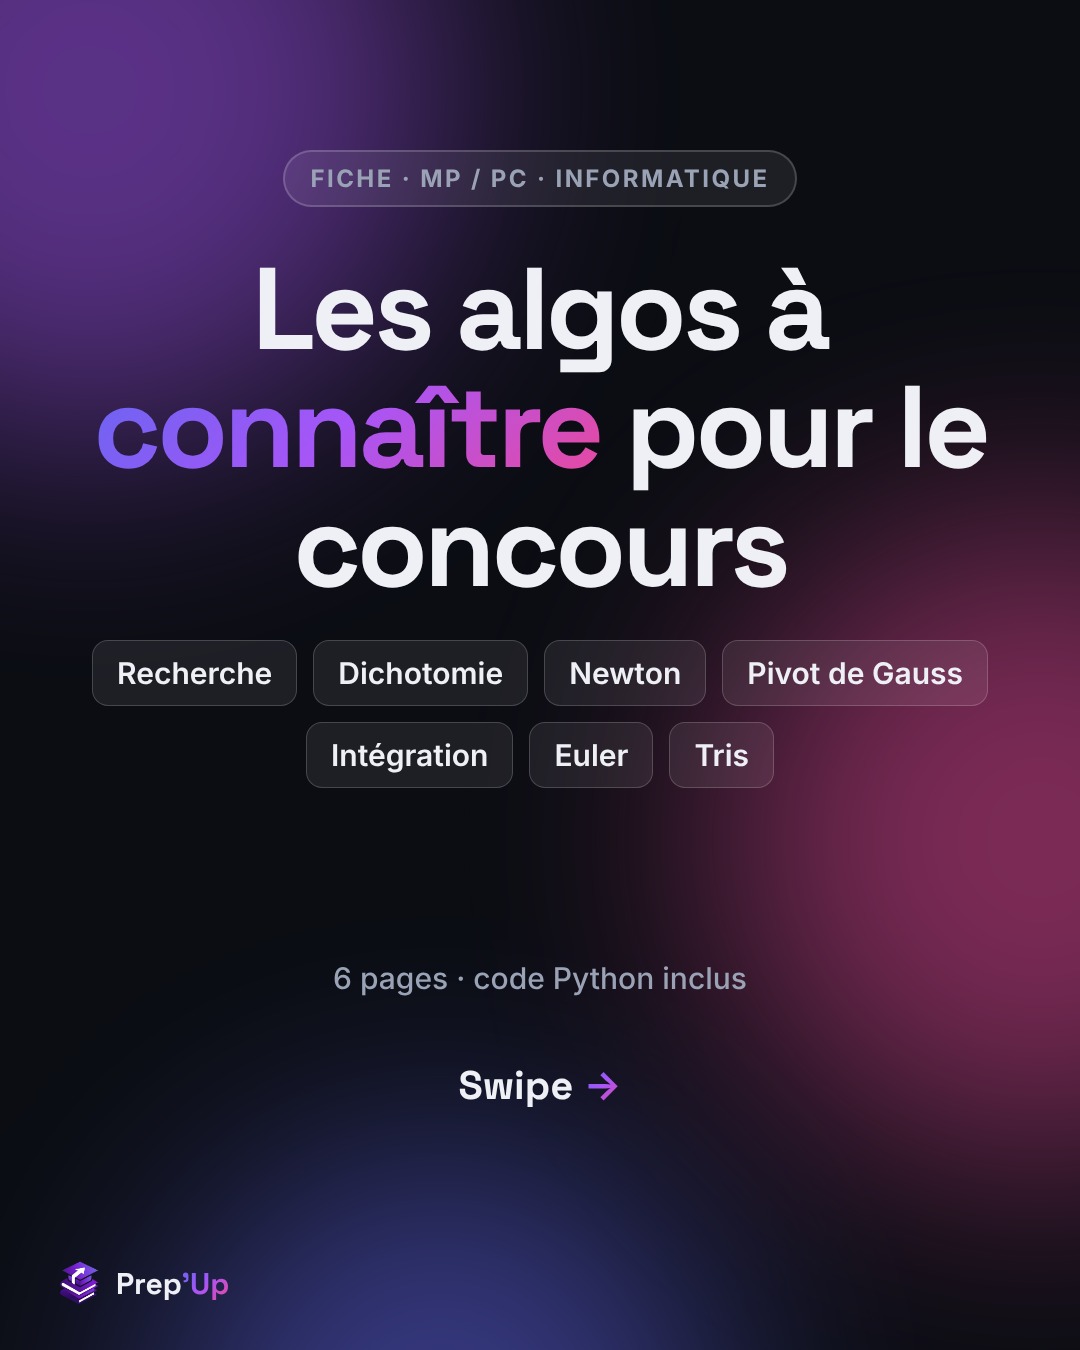 FICHE · MP / PC · INFORMATIQUE
Les algos à
connaître pour le
concours
Recherche Dichotomie Newton Pivot de Gauss
Intégration Euler Tris
6 pages · code Python inclus
Swipe →
Prep’Up